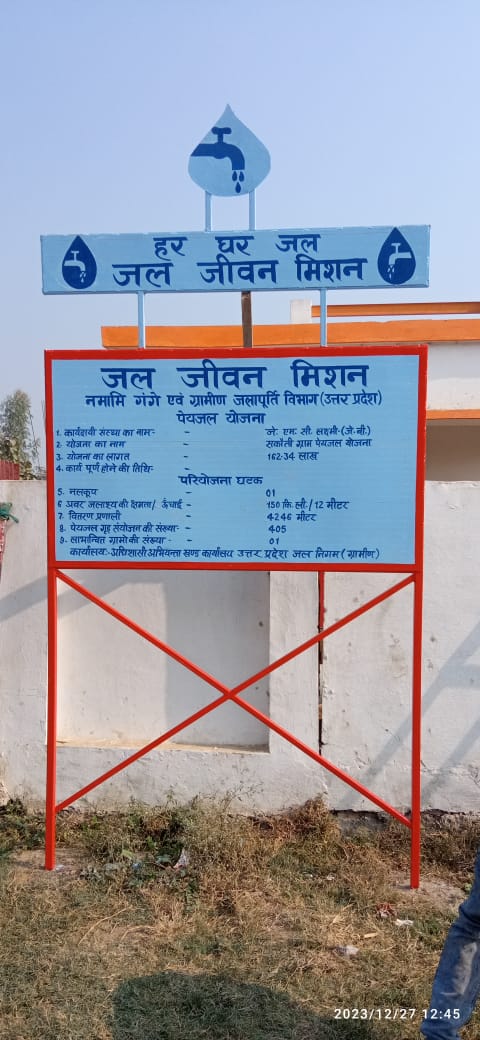 हर घर जल
जल जीवन मिशन
जल जीवन मिशन
नमामि गंगे एवं ग्रामीण जलापूर्ति विभाग (उत्तर प्रदेश)
पेयजल योजना
1. कार्यदायी संस्था का नाम:- - जे. एम. सी. लक्ष्मी-(जे.वी.)
2. योजना का नाम - सकौती ग्राम पेयजल योजना
3. योजना का लागत - 162.34 लाख
4. कार्य पूर्ण होने की तिथि:- -
परियोजना घटक
5. नलकूप - 01
6. अवर जलाशय की क्षमता/ ऊंचाई - 150 कि.ली./12 मीटर
7. वितरण प्रणाली - 4246 मीटर
8. पेयजल गृह संयोजन की संख्या:- - 405
9. लाभान्वित ग्रामो की संख्या:- - 01
कार्यालय:- अधिशासी अभियन्ता खण्ड कार्यालय उत्तर प्रदेश जल निगम (ग्रामीण)
2023/12/27 12:45